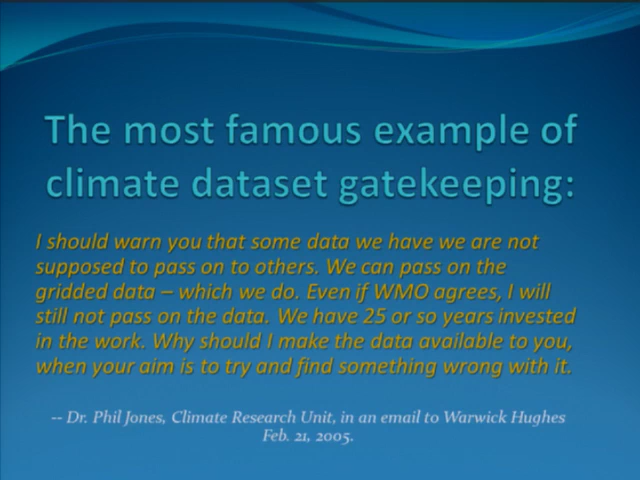 The most famous example of
climate dataset gatekeeping:
I should warn you that some data we have we are not
supposed to pass on to others. We can pass on the
gridded data – which we do. Even if WMO agrees, I will
still not pass on the data. We have 25 or so years invested
in the work. Why should I make the data available to you,
when your aim is to try and find something wrong with it.
-- Dr. Phil Jones, Climate Research Unit, in an email to Warwick Hughes
Feb. 21, 2005.